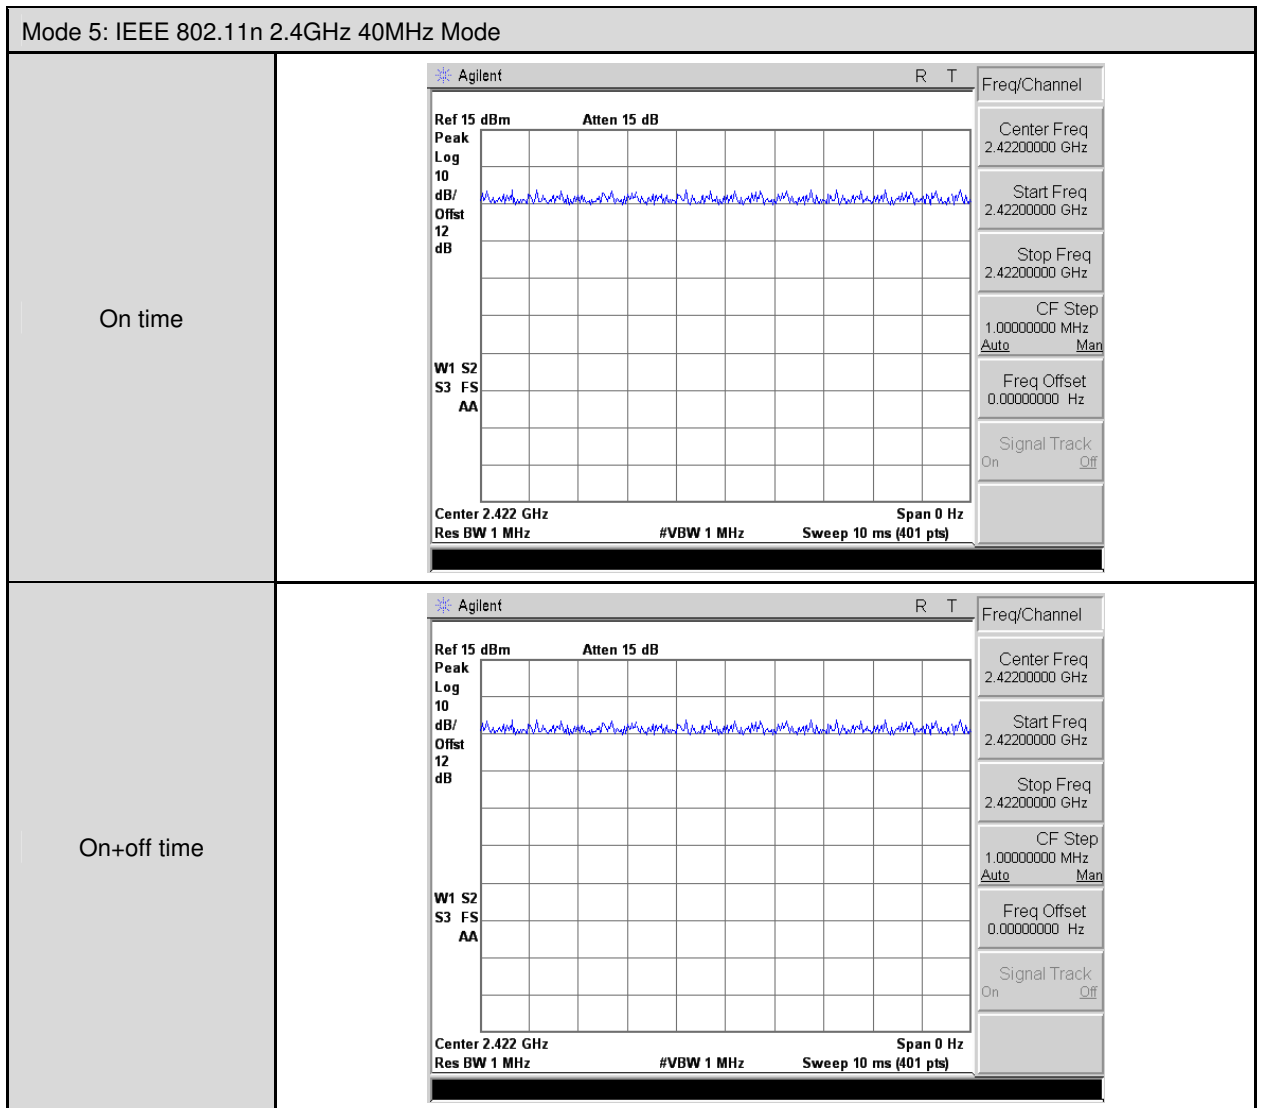 Mode 5: IEEE 802.11n 2.4GHz 40MHz Mode
On time
Agilent R T
Ref 15 dBm Atten 15 dB
Peak
Log
10
dB/
Offst
12
dB
W1 S2
S3 FS
AA
Center 2.422 GHz Span 0 Hz
Res BW 1 MHz #VBW 1 MHz Sweep 10 ms (401 pts)
Freq/Channel
Center Freq
2.42200000 GHz
Start Freq
2.42200000 GHz
Stop Freq
2.42200000 GHz
CF Step
1.00000000 MHz
Auto Man
Freq Offset
0.00000000 Hz
Signal Track
On Off
On+off time
Agilent R T
Ref 15 dBm Atten 15 dB
Peak
Log
10
dB/
Offst
12
dB
W1 S2
S3 FS
AA
Center 2.422 GHz Span 0 Hz
Res BW 1 MHz #VBW 1 MHz Sweep 10 ms (401 pts)
Freq/Channel
Center Freq
2.42200000 GHz
Start Freq
2.42200000 GHz
Stop Freq
2.42200000 GHz
CF Step
1.00000000 MHz
Auto Man
Freq Offset
0.00000000 Hz
Signal Track
On Off